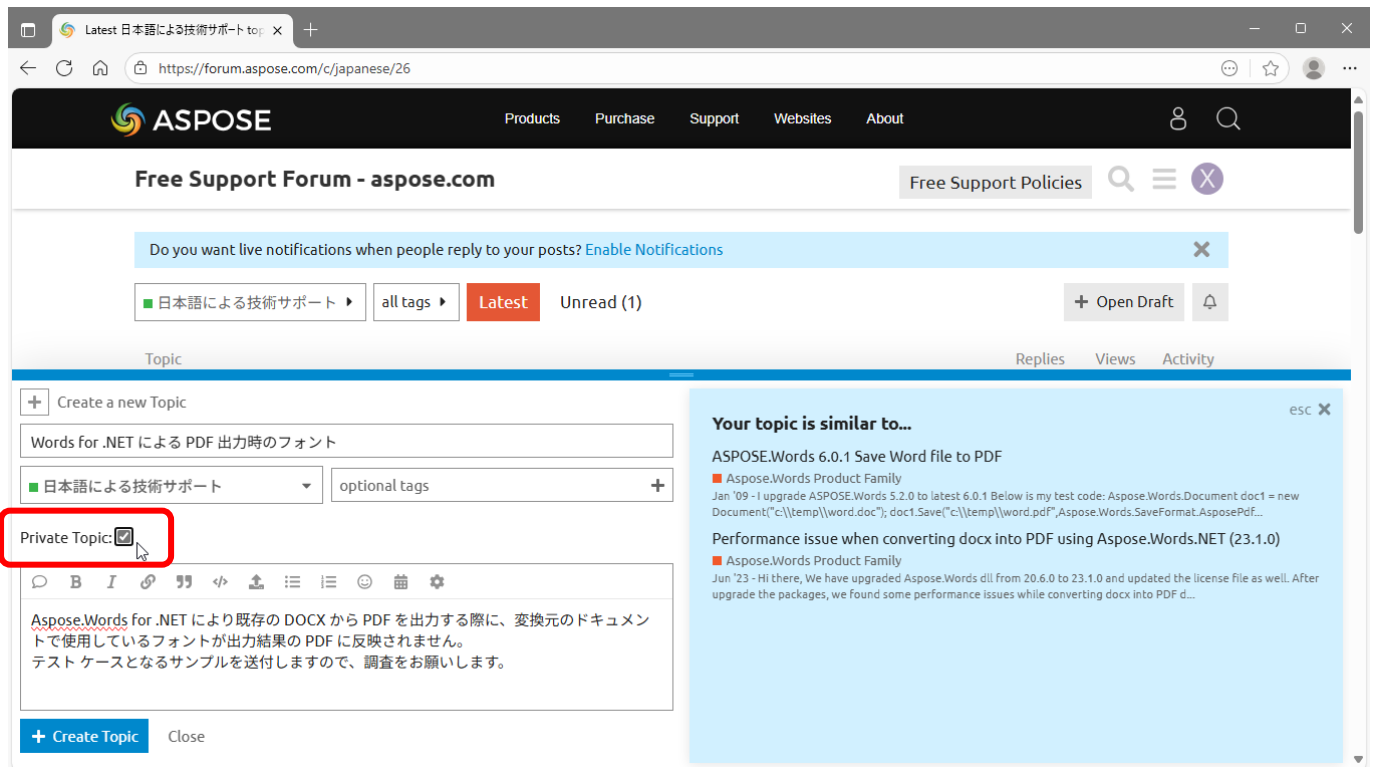 Latest 日本語による技術サポート top
https://forum.aspose.com/c/japanese/26
ASPOSE
Products Purchase Support Websites About
Free Support Forum - aspose.com
Free Support Policies
X
Do you want live notifications when people reply to your posts? Enable Notifications
日本語による技術サポート
all tags
Latest
Unread (1)
+ Open Draft
Topic
Replies Views Activity
Create a new Topic
Words for .NET による PDF 出力時のフォント
日本語による技術サポート
optional tags
Private Topic:
Aspose.Words for .NET により既存の DOCX から PDF を出力する際に、変換元のドキュメン
トで使用しているフォントが出力結果の PDF に反映されません。
テスト ケースとなるサンプルを送付しますので、調査をお願いします。
+ Create Topic
Close
esc
Your topic is similar to...
ASPOSE.Words 6.0.1 Save Word file to PDF
Aspose.Words Product Family
Jan '09 - I upgrade ASPOSE.Words 5.2.0 to latest 6.0.1 Below is my test code: Aspose.Words.Document doc1 = new
Document("c:\\temp\\word.doc"); doc1.Save("c:\\temp\\word.pdf",Aspose.Words.SaveFormat.AsposePdf...
Performance issue when converting docx into PDF using Aspose.Words.NET (23.1.0)
Aspose.Words Product Family
Jun '23 - Hi there, We have upgraded Aspose.Words dll from 20.6.0 to 23.1.0 and updated the license file as well. After
upgrade the packages, we found some performance issues while converting docx into PDF d...